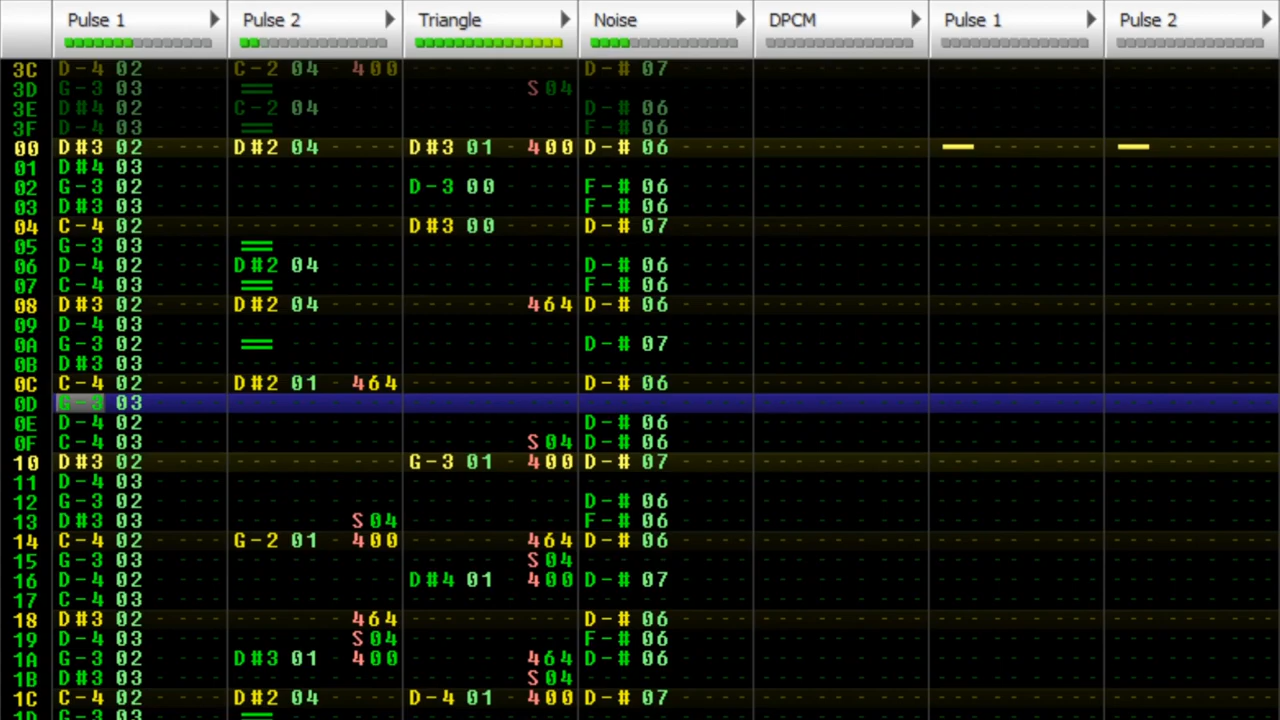 Pulse 1 Pulse 2 Triangle Noise DPCM Pulse 1 Pulse 2
3C D-4 02 C-2 04 400 D-# 07
3D G-3 03 S04
3E D#4 02 C-2 04 D-# 06
3F D-4 03 F-# 06
00 D#3 02 D#2 04 D#3 01 400 D-# 06
01 D#4 03
02 G-3 02 D-3 00 F-# 06
03 D#3 03 F-# 06
04 C-4 02 D#3 00 D-# 07
05 G-3 03
06 D-4 02 D#2 04 D-# 06
07 C-4 03 F-# 06
08 D#3 02 D#2 04 464 D-# 06
09 D-4 03
0A G-3 02 D-# 07
0B D#3 03
0C C-4 02 D#2 01 464 D-# 06
0D G-3 03
0E D-4 02 D-# 06
0F C-4 03 S04 D-# 06
10 D#3 02 G-3 01 400 D-# 07
11 D-4 03
12 G-3 02 D-# 06
13 D#3 03 S04 F-# 06
14 C-4 02 G-2 01 400 464 D-# 06
15 G-3 03 S04
16 D-4 02 D#4 01 400 D-# 07
17 C-4 03
18 D#3 02 464 D-# 06
19 D-4 03 S04 F-# 06
1A G-3 02 D#3 01 400 464 D-# 06
1B D#3 03 S04
1C C-4 02 D#2 04 D-4 01 400 D-# 07
1D G-3 03